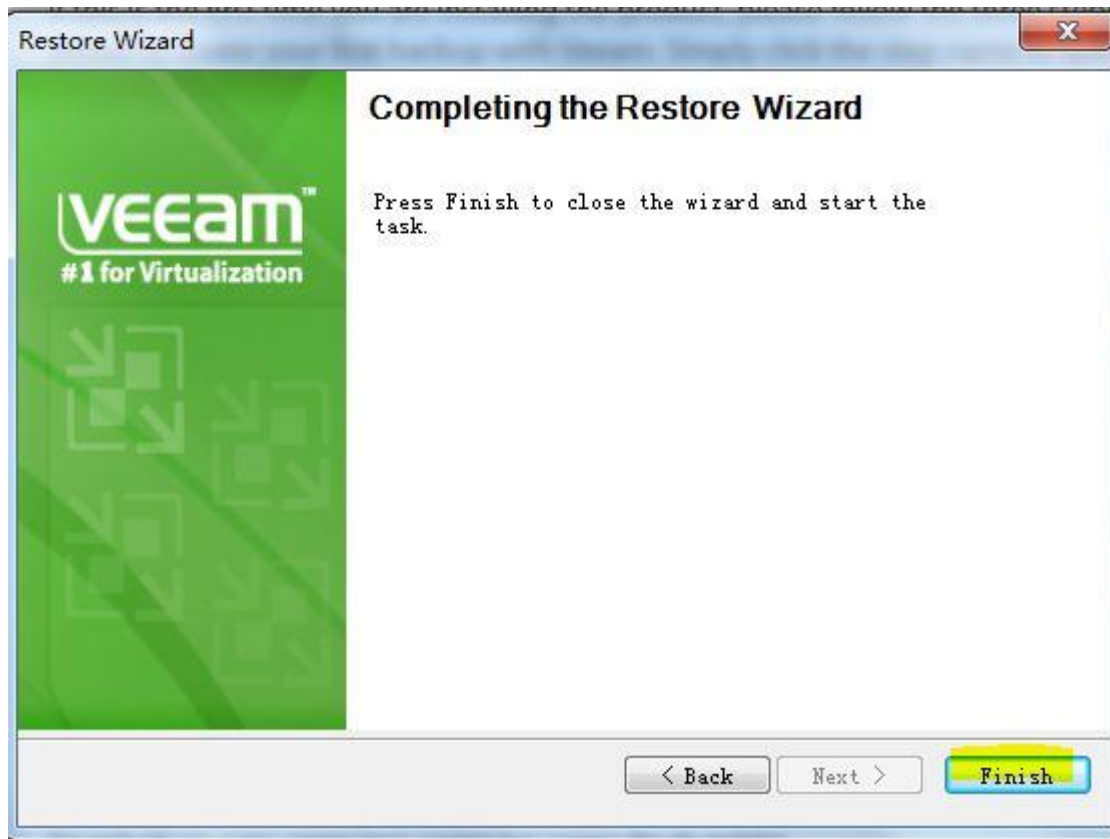 Restore Wizard
Completing the Restore Wizard
veeam™
#1 for Virtualization
Press Finish to close the wizard and start the
task.
< Back
Next >
Finish